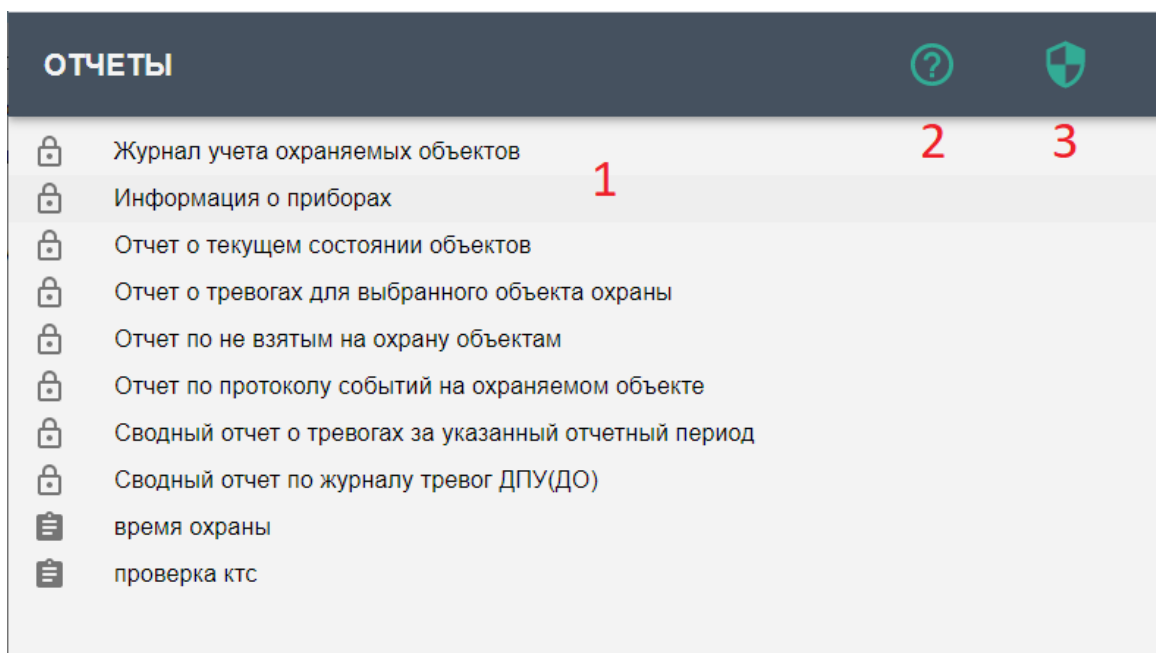 ОТЧЕТЫ
2
3
Журнал учета охраняемых объектов
1
Информация о приборах
Отчет о текущем состоянии объектов
Отчет о тревогах для выбранного объекта охраны
Отчет по не взятым на охрану объектам
Отчет по протоколу событий на охраняемом объекте
Сводный отчет о тревогах за указанный отчетный период
Сводный отчет по журналу тревог ДПУ(ДО)
время охраны
проверка ктс